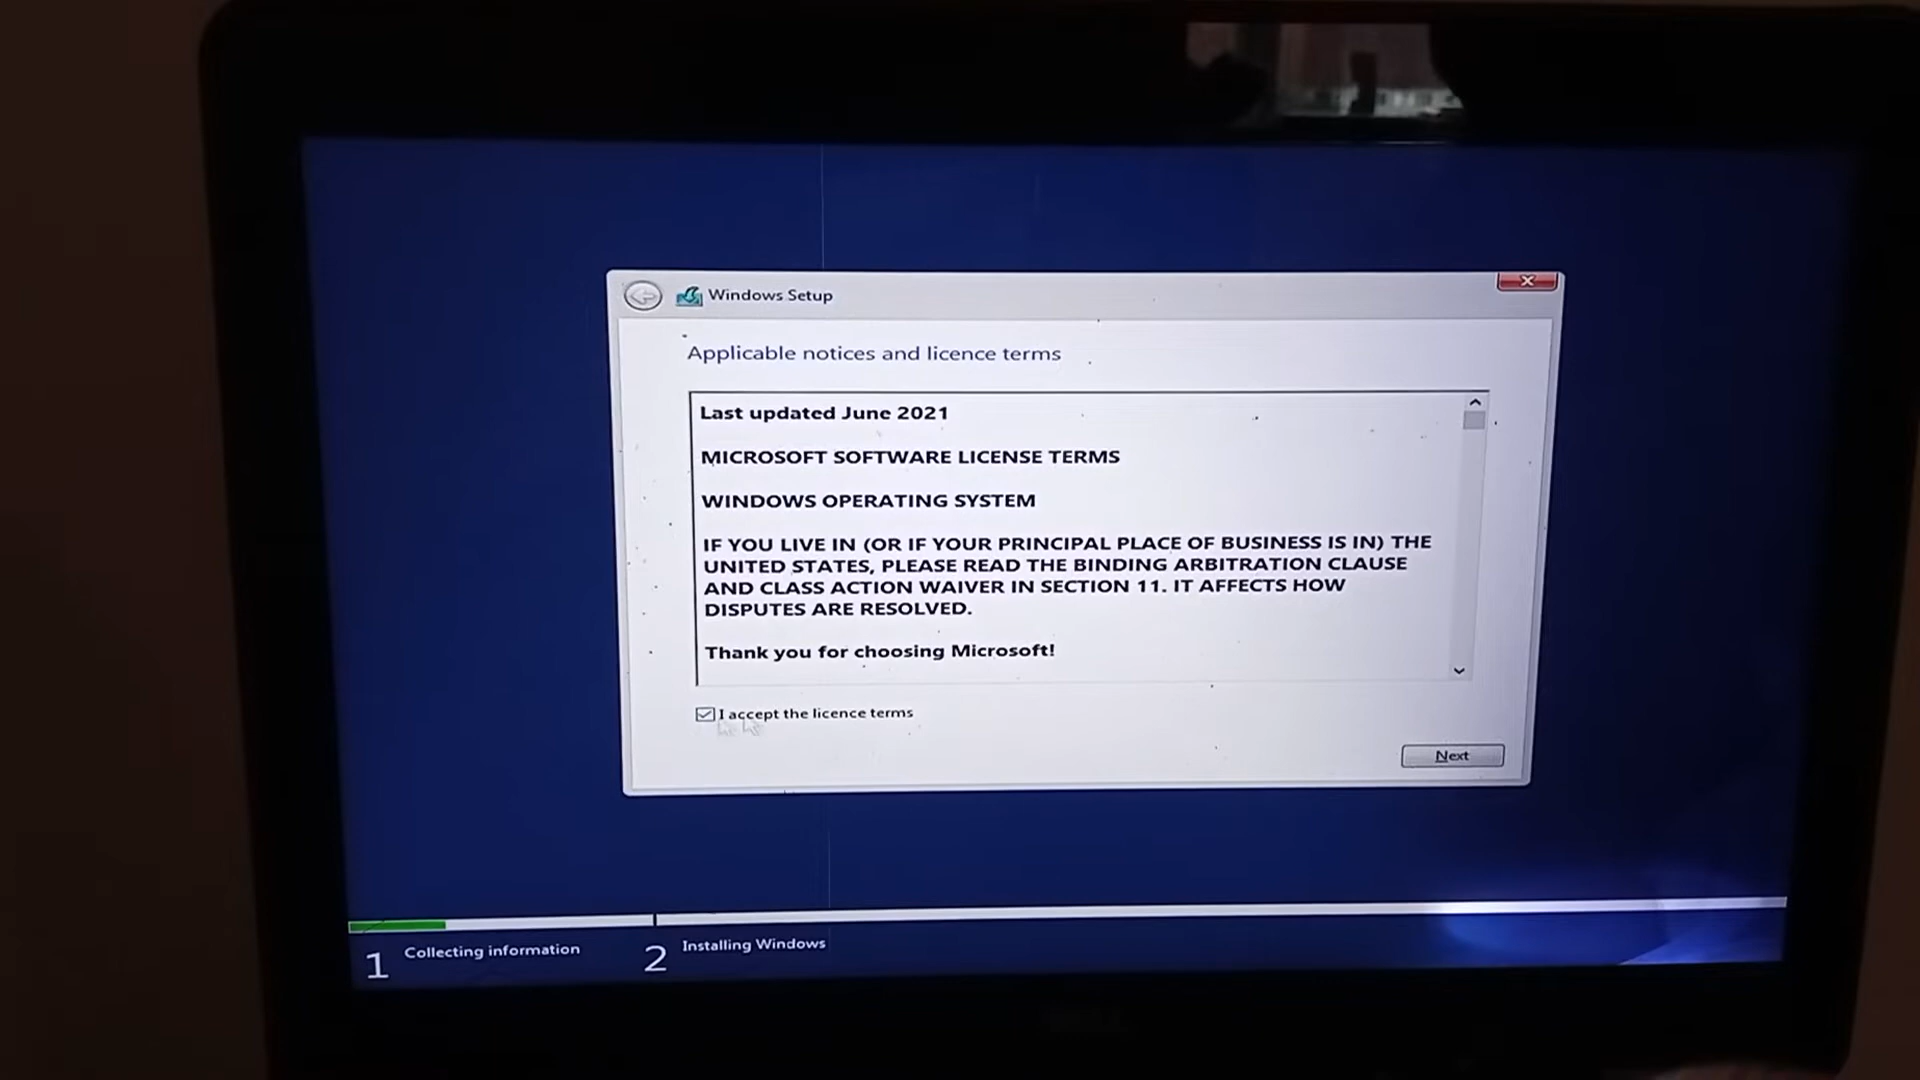 Windows Setup
Applicable notices and licence terms
Last updated June 2021
MICROSOFT SOFTWARE LICENSE TERMS
WINDOWS OPERATING SYSTEM
IF YOU LIVE IN (OR IF YOUR PRINCIPAL PLACE OF BUSINESS IS IN) THE
UNITED STATES, PLEASE READ THE BINDING ARBITRATION CLAUSE
AND CLASS ACTION WAIVER IN SECTION 11. IT AFFECTS HOW
DISPUTES ARE RESOLVED.
Thank you for choosing Microsoft!
I accept the licence terms
Next
1 Collecting information
2 Installing Windows